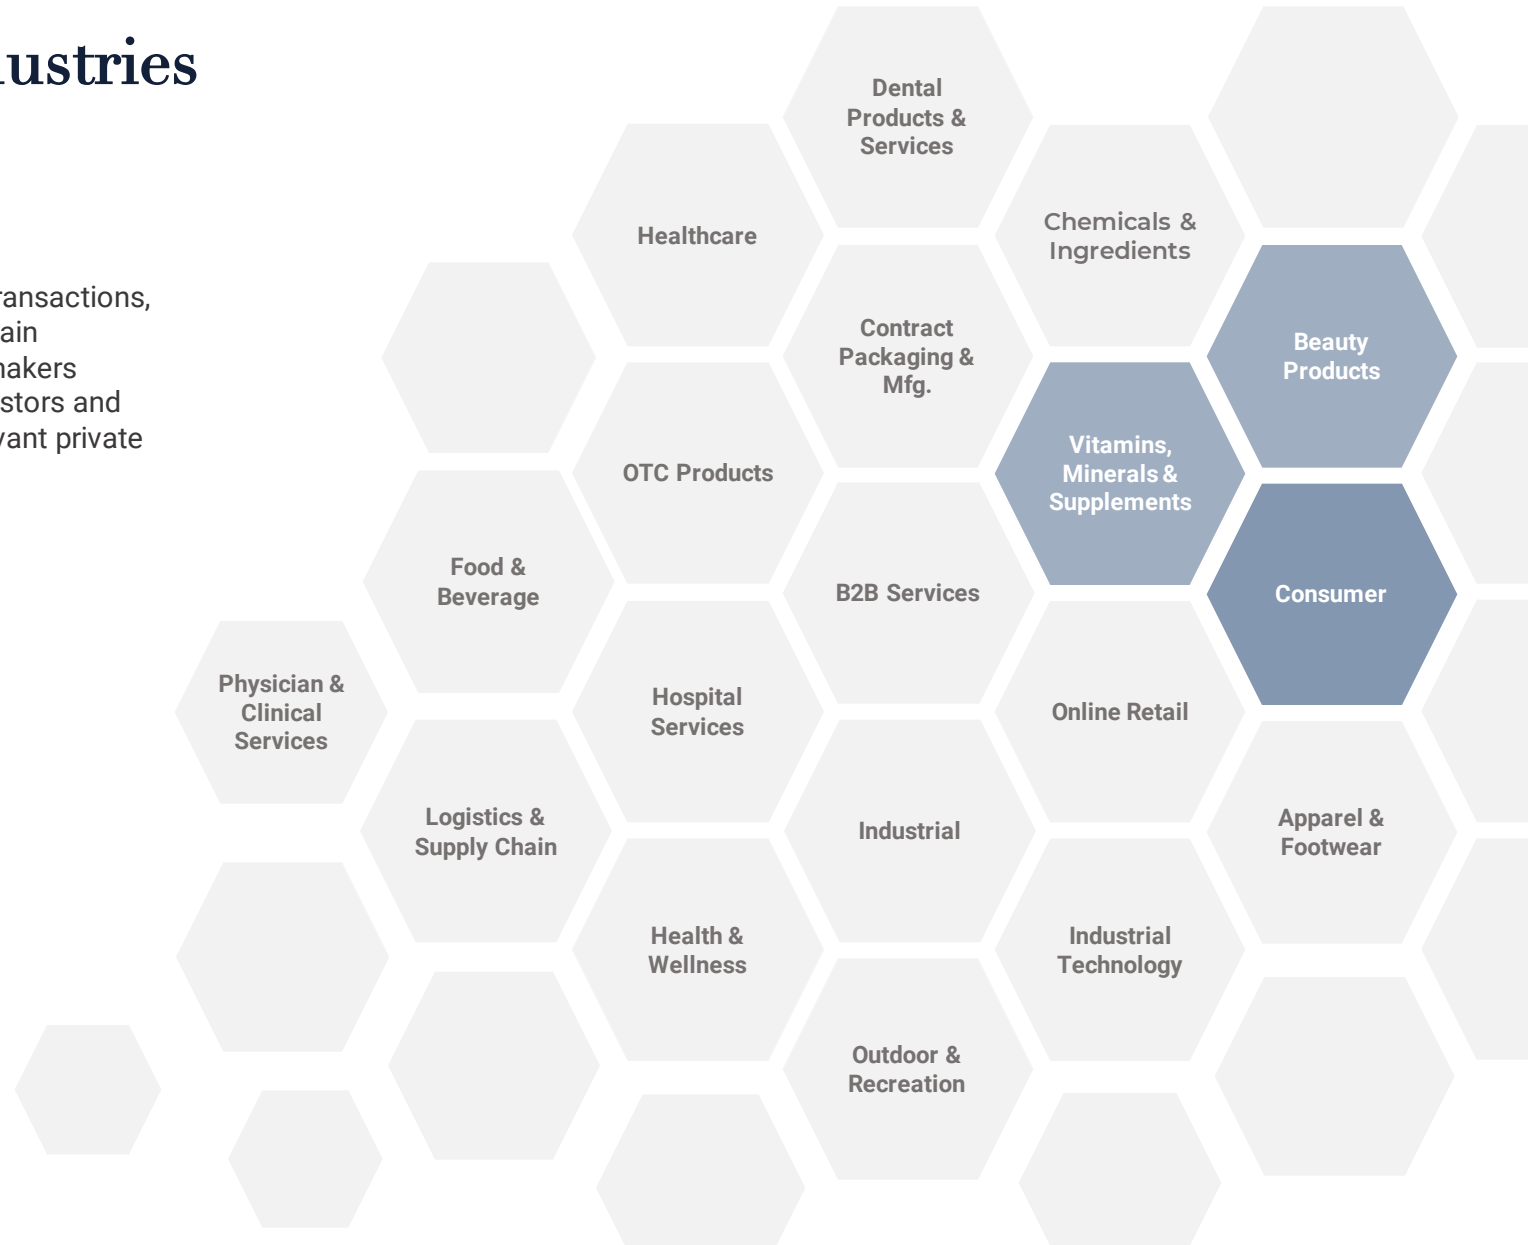 ustries
ansactions,
ain
nakers
stors and
vant private
Dental
Products &
Services
Healthcare
Chemicals &
Ingredients
Contract
Packaging &
Mfg.
Beauty
Products
OTC Products
Vitamins,
Minerals &
Supplements
Food &
Beverage
B2B Services
Consumer
Physician &
Clinical
Services
Hospital
Services
Online Retail
Logistics &
Supply Chain
Industrial
Apparel &
Footwear
Health &
Wellness
Industrial
Technology
Outdoor &
Recreation